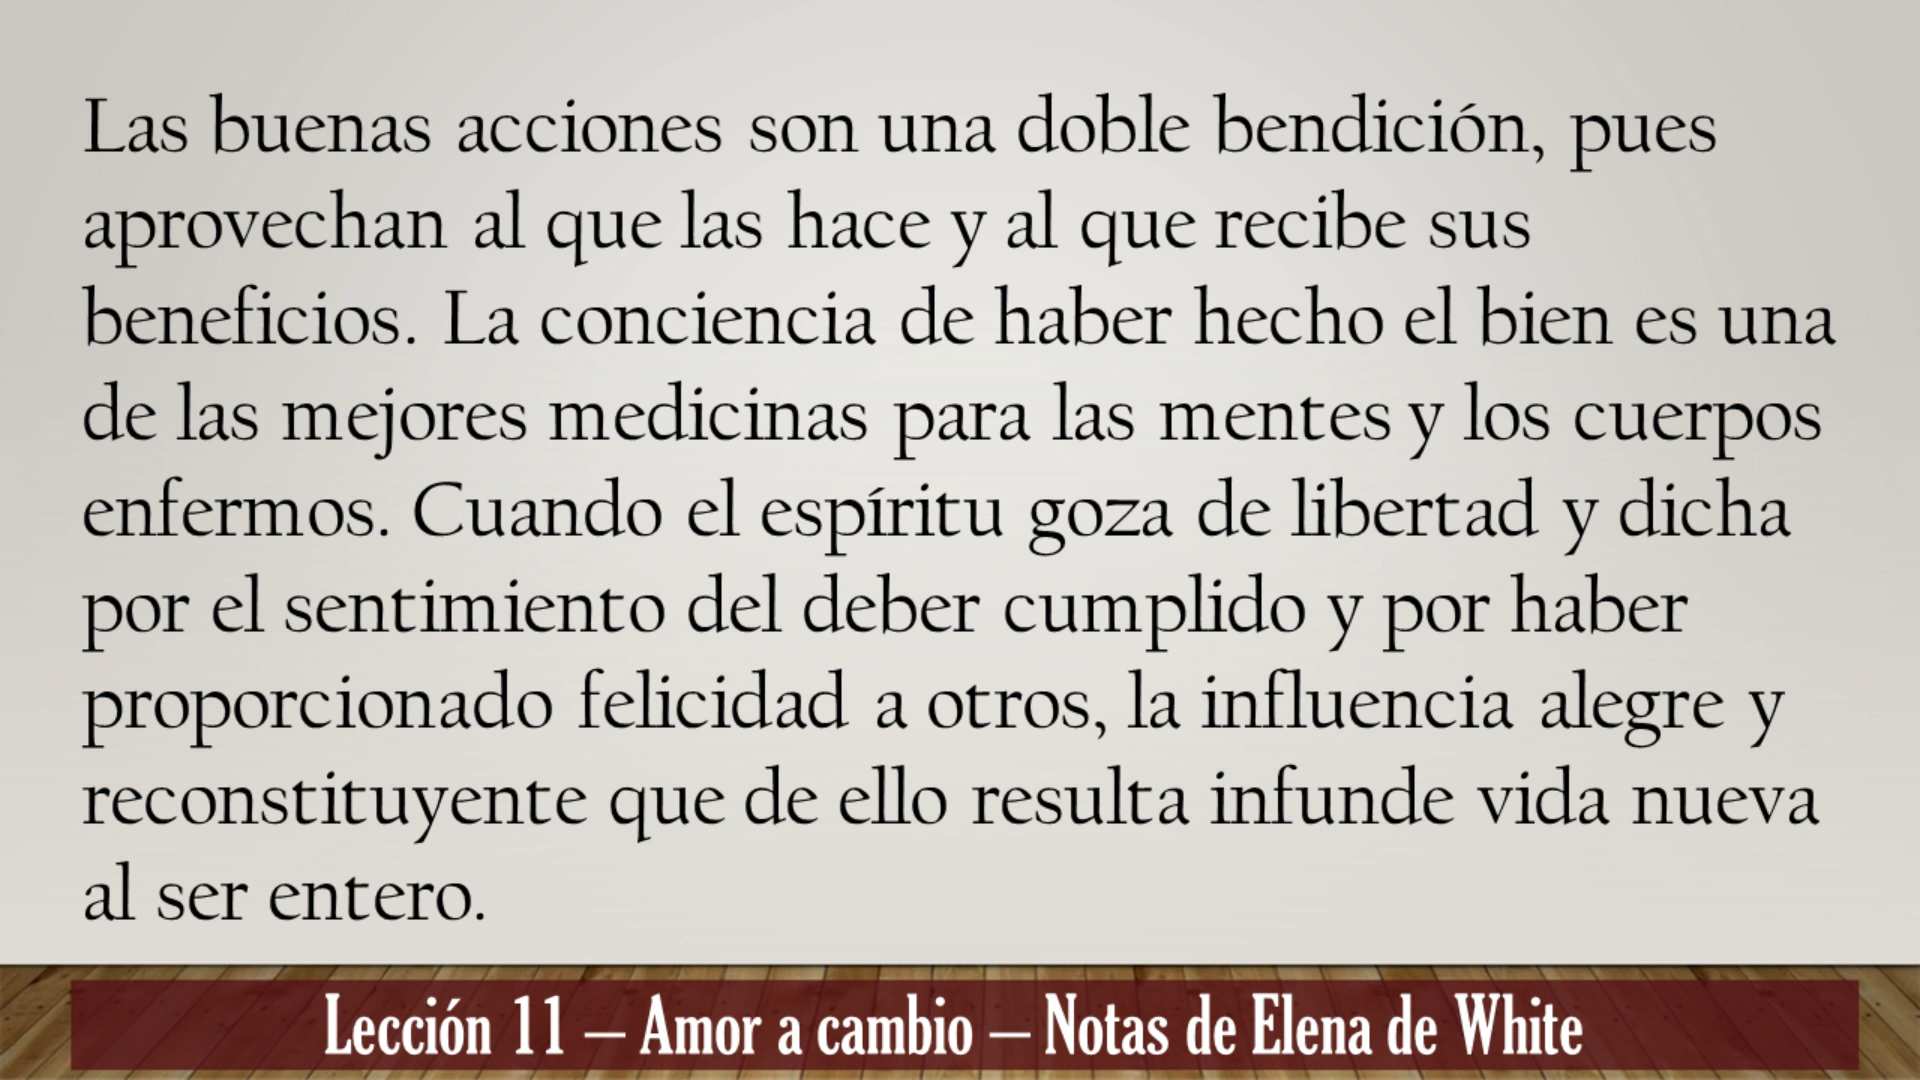 Las buenas acciones son una doble bendición, pues
aprovechan al que las hace y al que recibe sus
beneficios. La conciencia de haber hecho el bien es una
de las mejores medicinas para las mentes y los cuerpos
enfermos. Cuando el espíritu goza de libertad y dicha
por el sentimiento del deber cumplido y por haber
proporcionado felicidad a otros, la influencia alegre y
reconstituyente que de ello resulta infunde vida nueva
al ser entero.
Lección 11 – Amor a cambio – Notas de Elena de White